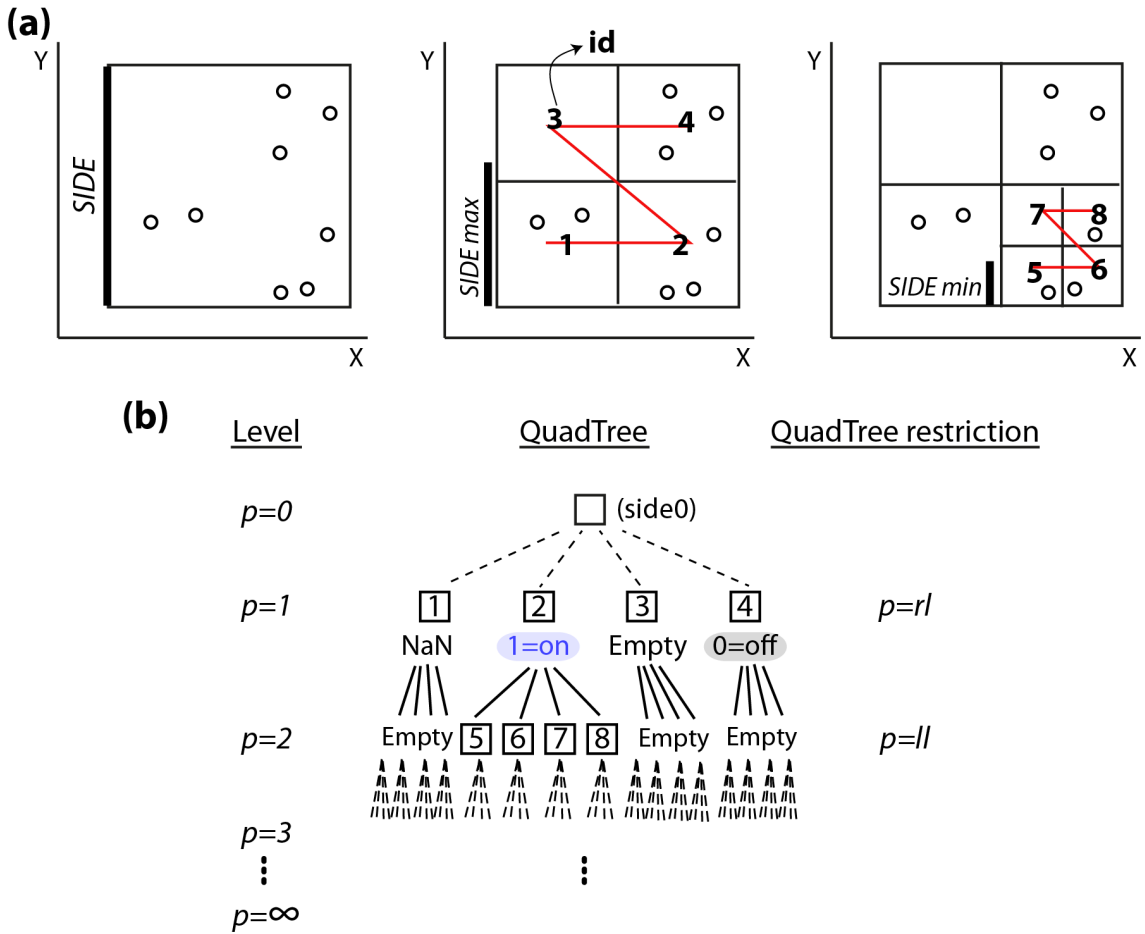 (a)
Y
SIDE
X
Y
id
3 4
1 2
SIDE max
X
Y
7 8
5 6
SIDE min
X
(b)
Level QuadTree QuadTree restriction
p=0 (side0)
p=1 1 2 3 4 p=rl
NaN 1=on Empty 0=off
p=2 Empty 5 6 7 8 Empty Empty p=ll
p=3
p=∞